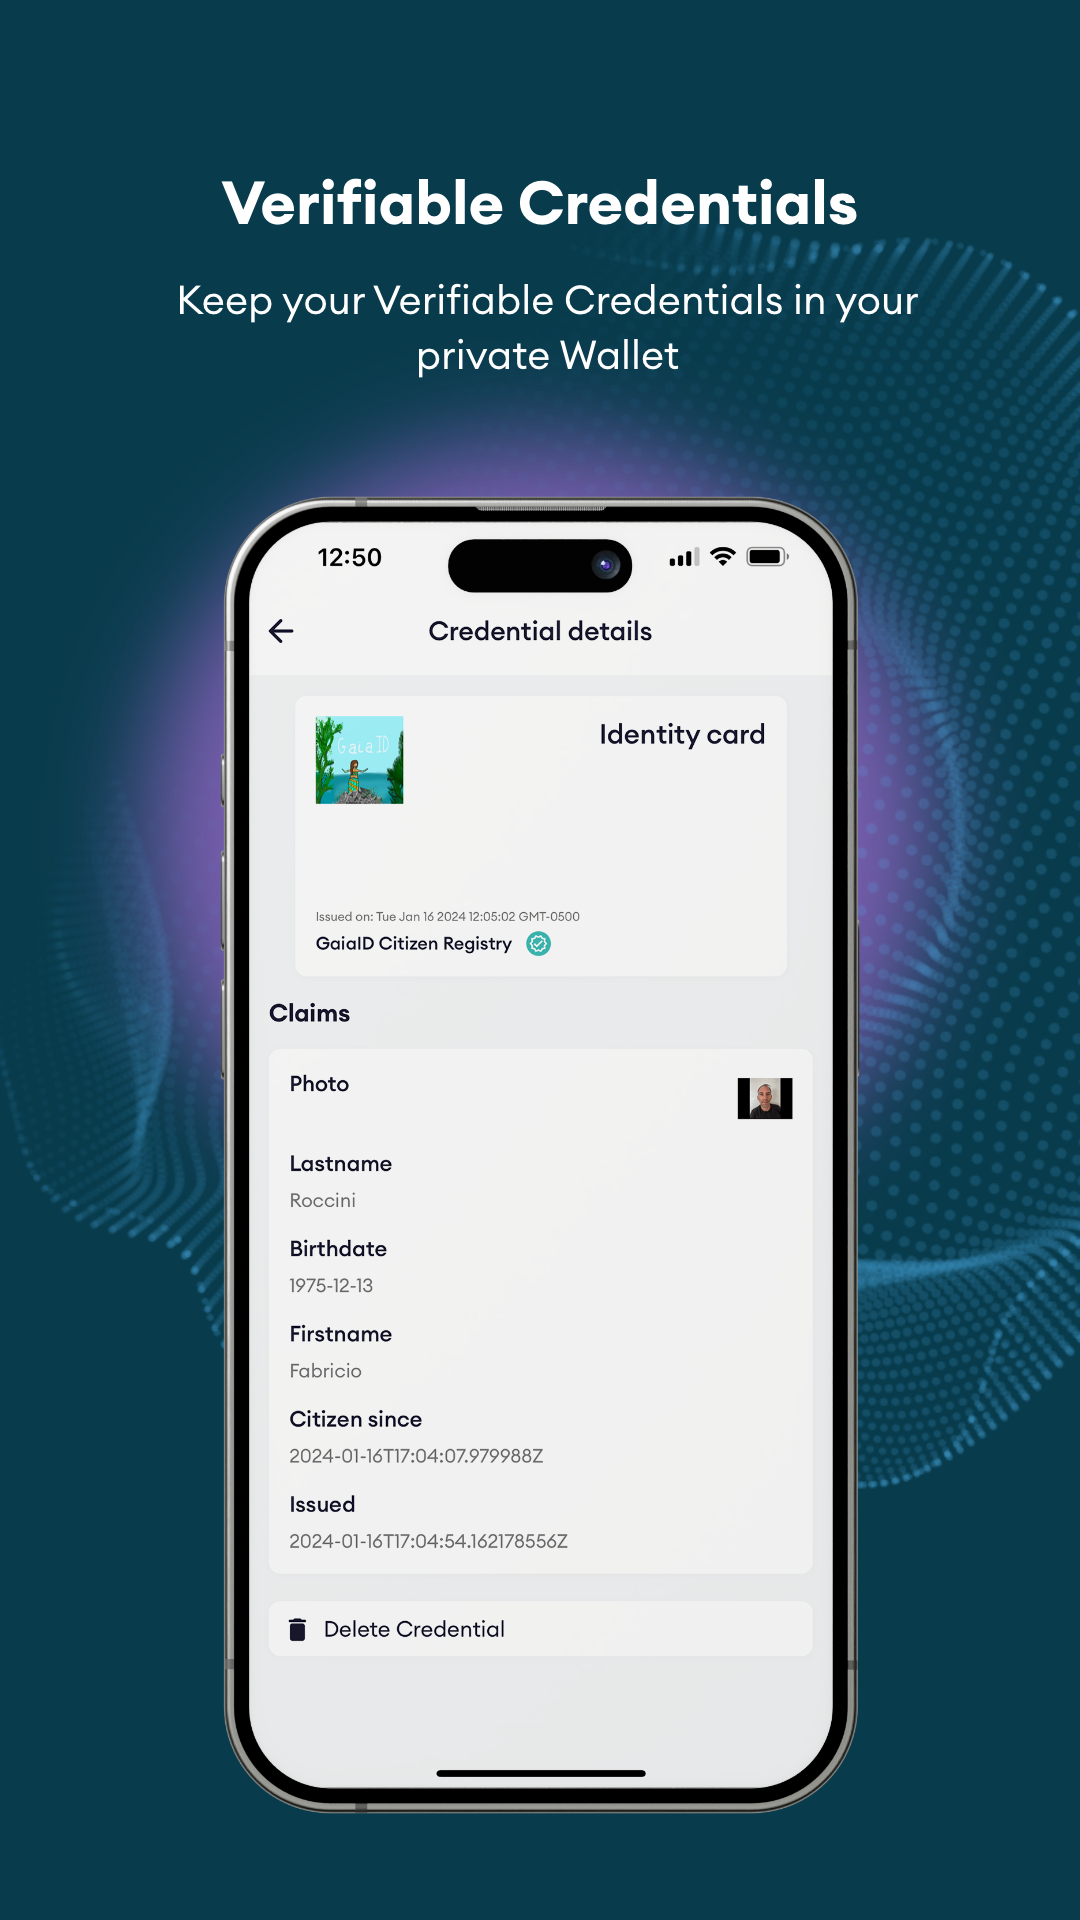 Verifiable Credentials
Keep your Verifiable Credentials in your
private Wallet
12:50
Credential details
Gaia ID
Identity card
Issued on: Tue Jan 16 2024 12:05:02 GMT-0500
GaiaID Citizen Registry
Claims
Photo
Lastname
Roccini
Birthdate
1975-12-13
Firstname
Fabricio
Citizen since
2024-01-16T17:04:07.979988Z
Issued
2024-01-16T17:04:54.162178556Z
Delete Credential